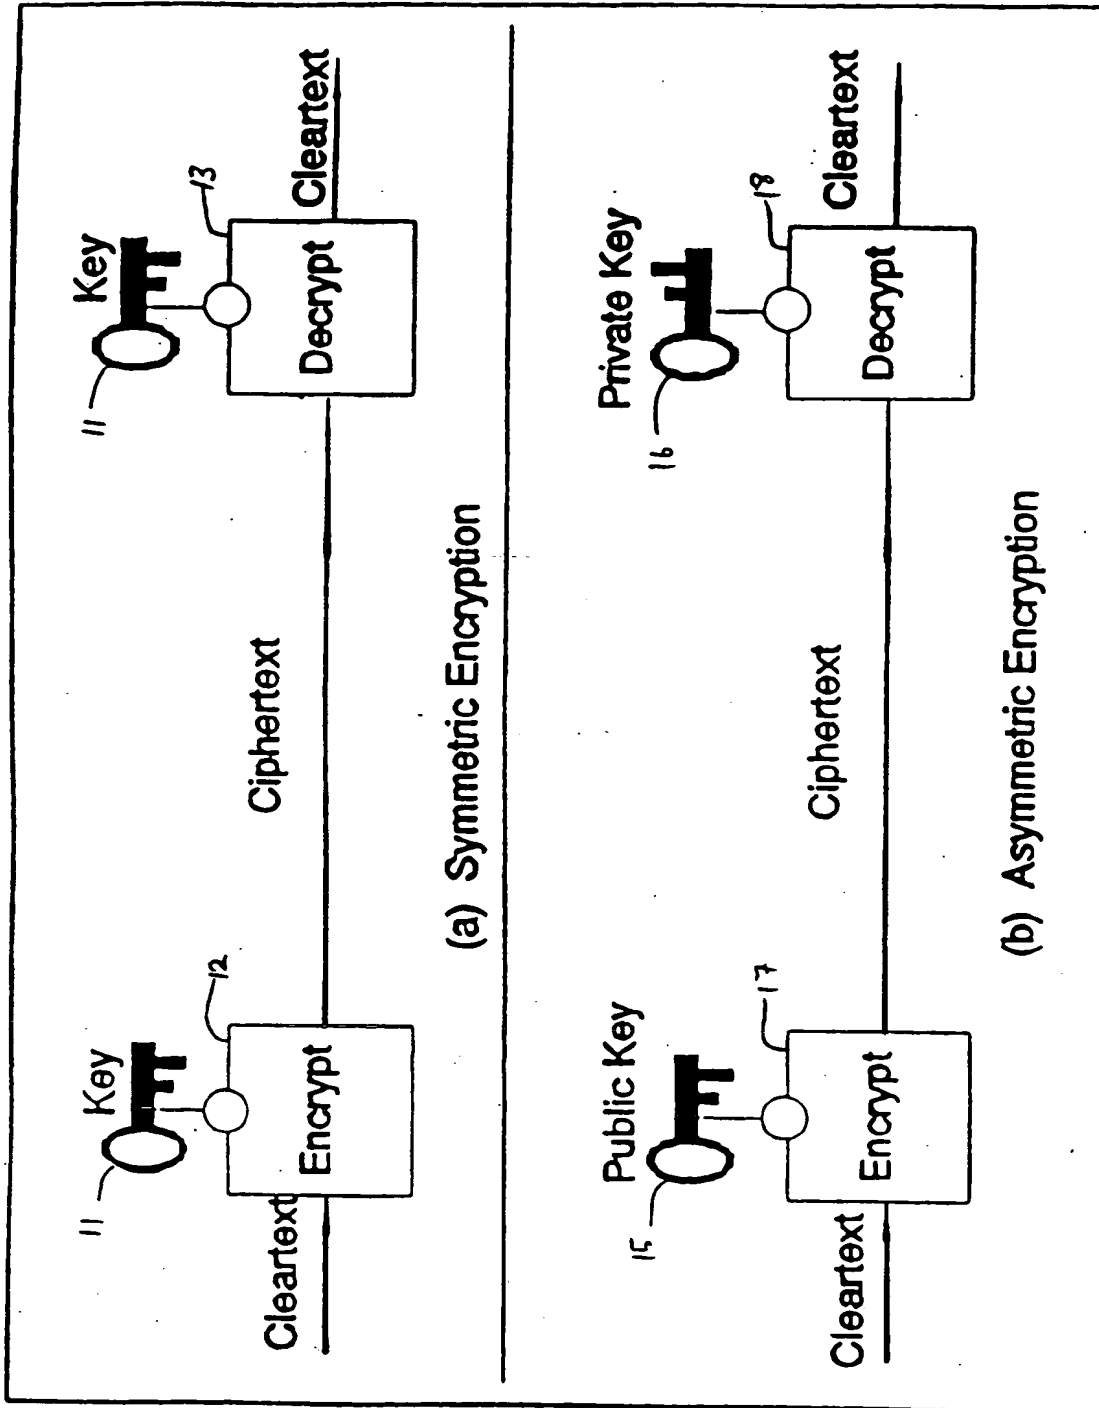 Key
Key
11
12
11
13
Cleartext
Encrypt
Ciphertext
Decrypt
Cleartext
(a) Symmetric Encryption
Public Key
Private Key
15
17
16
18
Cleartext
Encrypt
Ciphertext
Decrypt
Cleartext
(b) Asymmetric Encryption